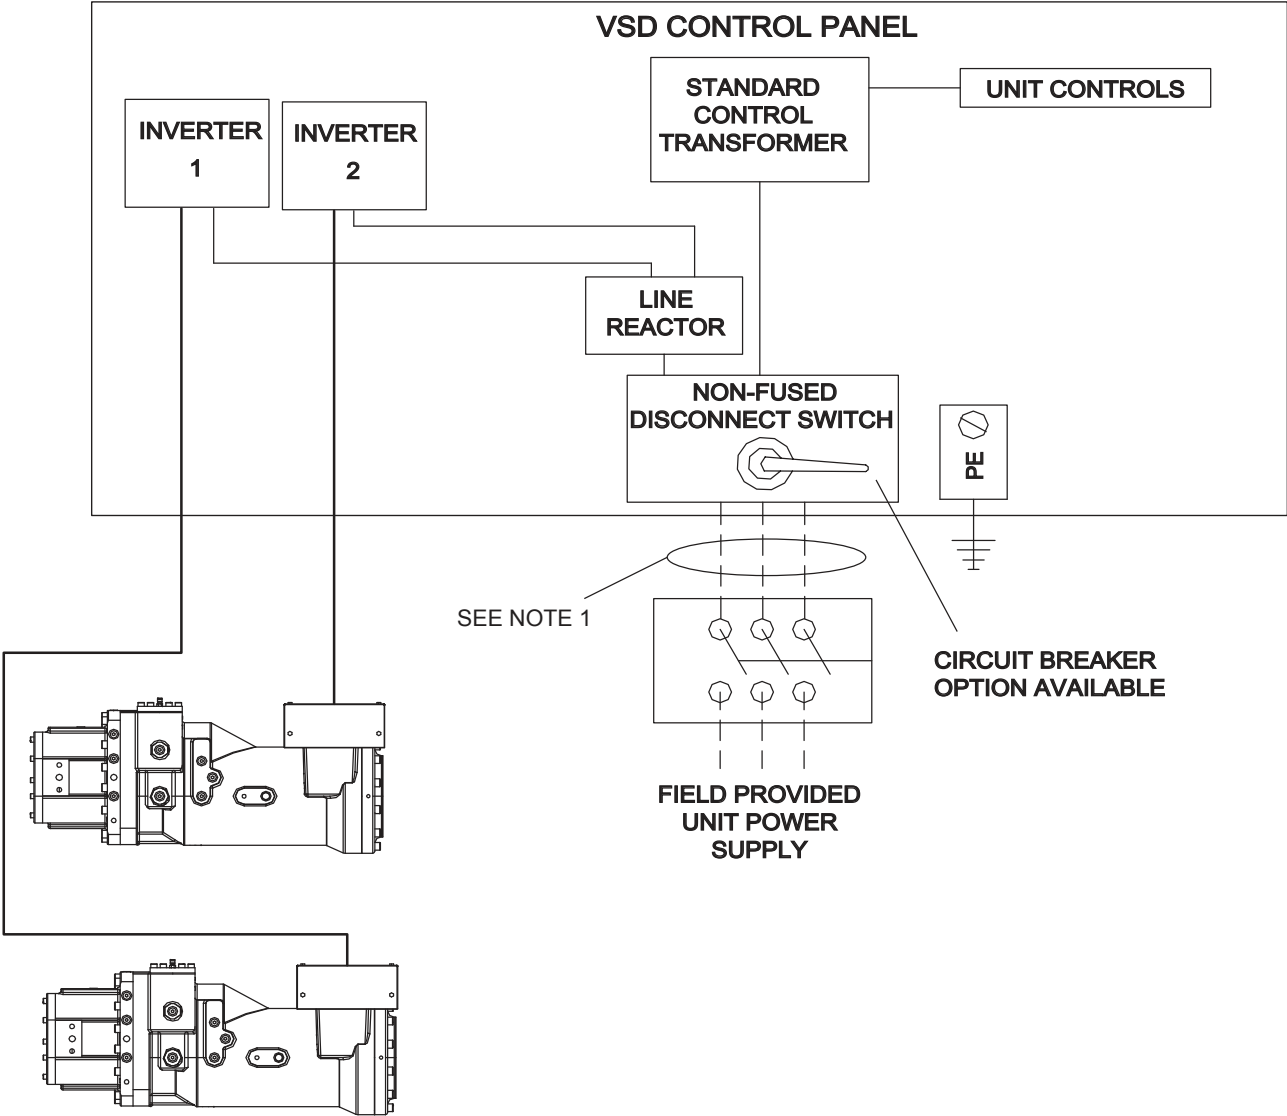 VSD CONTROL PANEL
STANDARD
CONTROL
TRANSFORMER
UNIT CONTROLS
INVERTER
1
INVERTER
2
LINE
REACTOR
NON-FUSED
DISCONNECT SWITCH
PE
SEE NOTE 1
CIRCUIT BREAKER
OPTION AVAILABLE
FIELD PROVIDED
UNIT POWER
SUPPLY